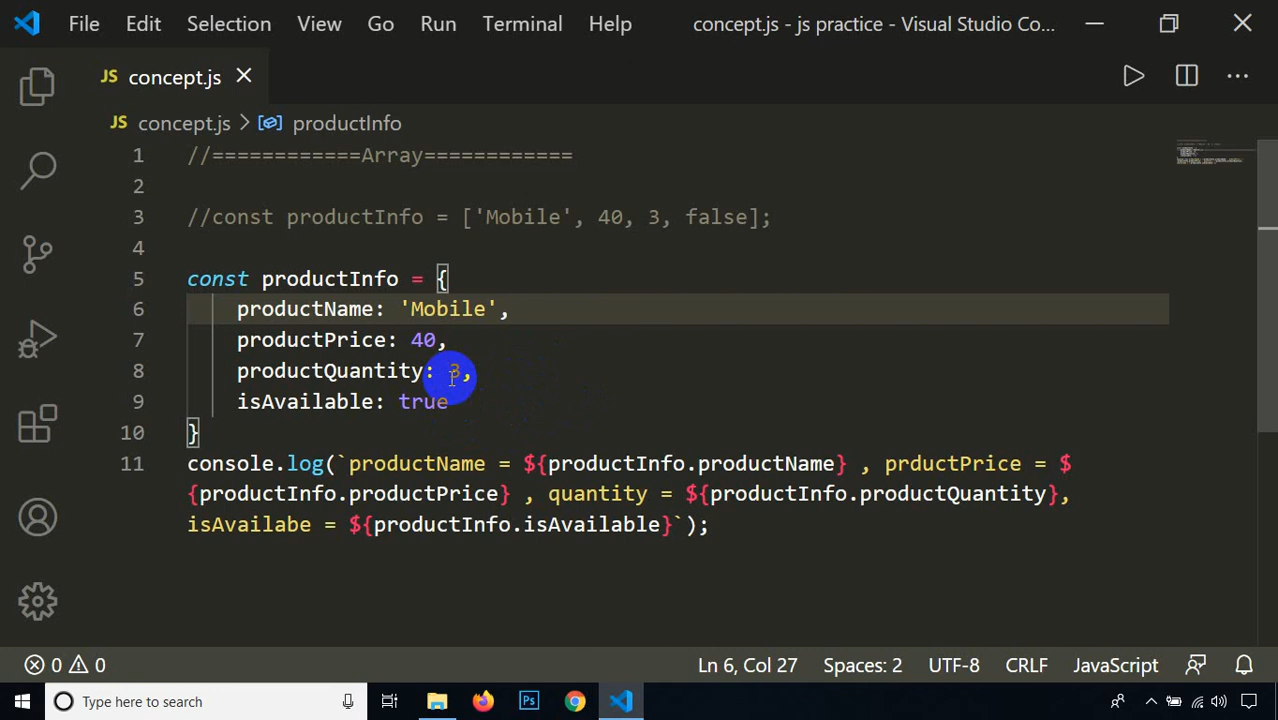 File Edit Selection View Go Run Terminal Help concept.js - js practice - Visual Studio Co...
JS concept.js
JS concept.js > productInfo
1 //============Array============
2
3 //const productInfo = ['Mobile', 40, 3, false];
4
5 const productInfo = {
6 productName: 'Mobile',
7 productPrice: 40,
8 productQuantity: 3,
9 isAvailable: true
10 }
11 console.log(`productName = ${productInfo.productName} , prductPrice = $
{productInfo.productPrice} , quantity = ${productInfo.productQuantity},
isAvailabe = ${productInfo.isAvailable}`);
0 0 Ln 6, Col 27 Spaces: 2 UTF-8 CRLF JavaScript
Type here to search Ps